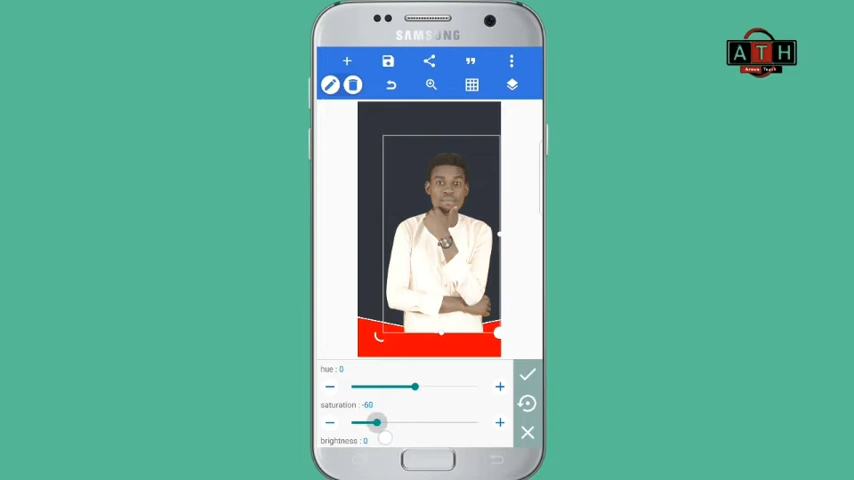 SAMSUNG
ATH
hue : 0
saturation : -60
brightness : 0